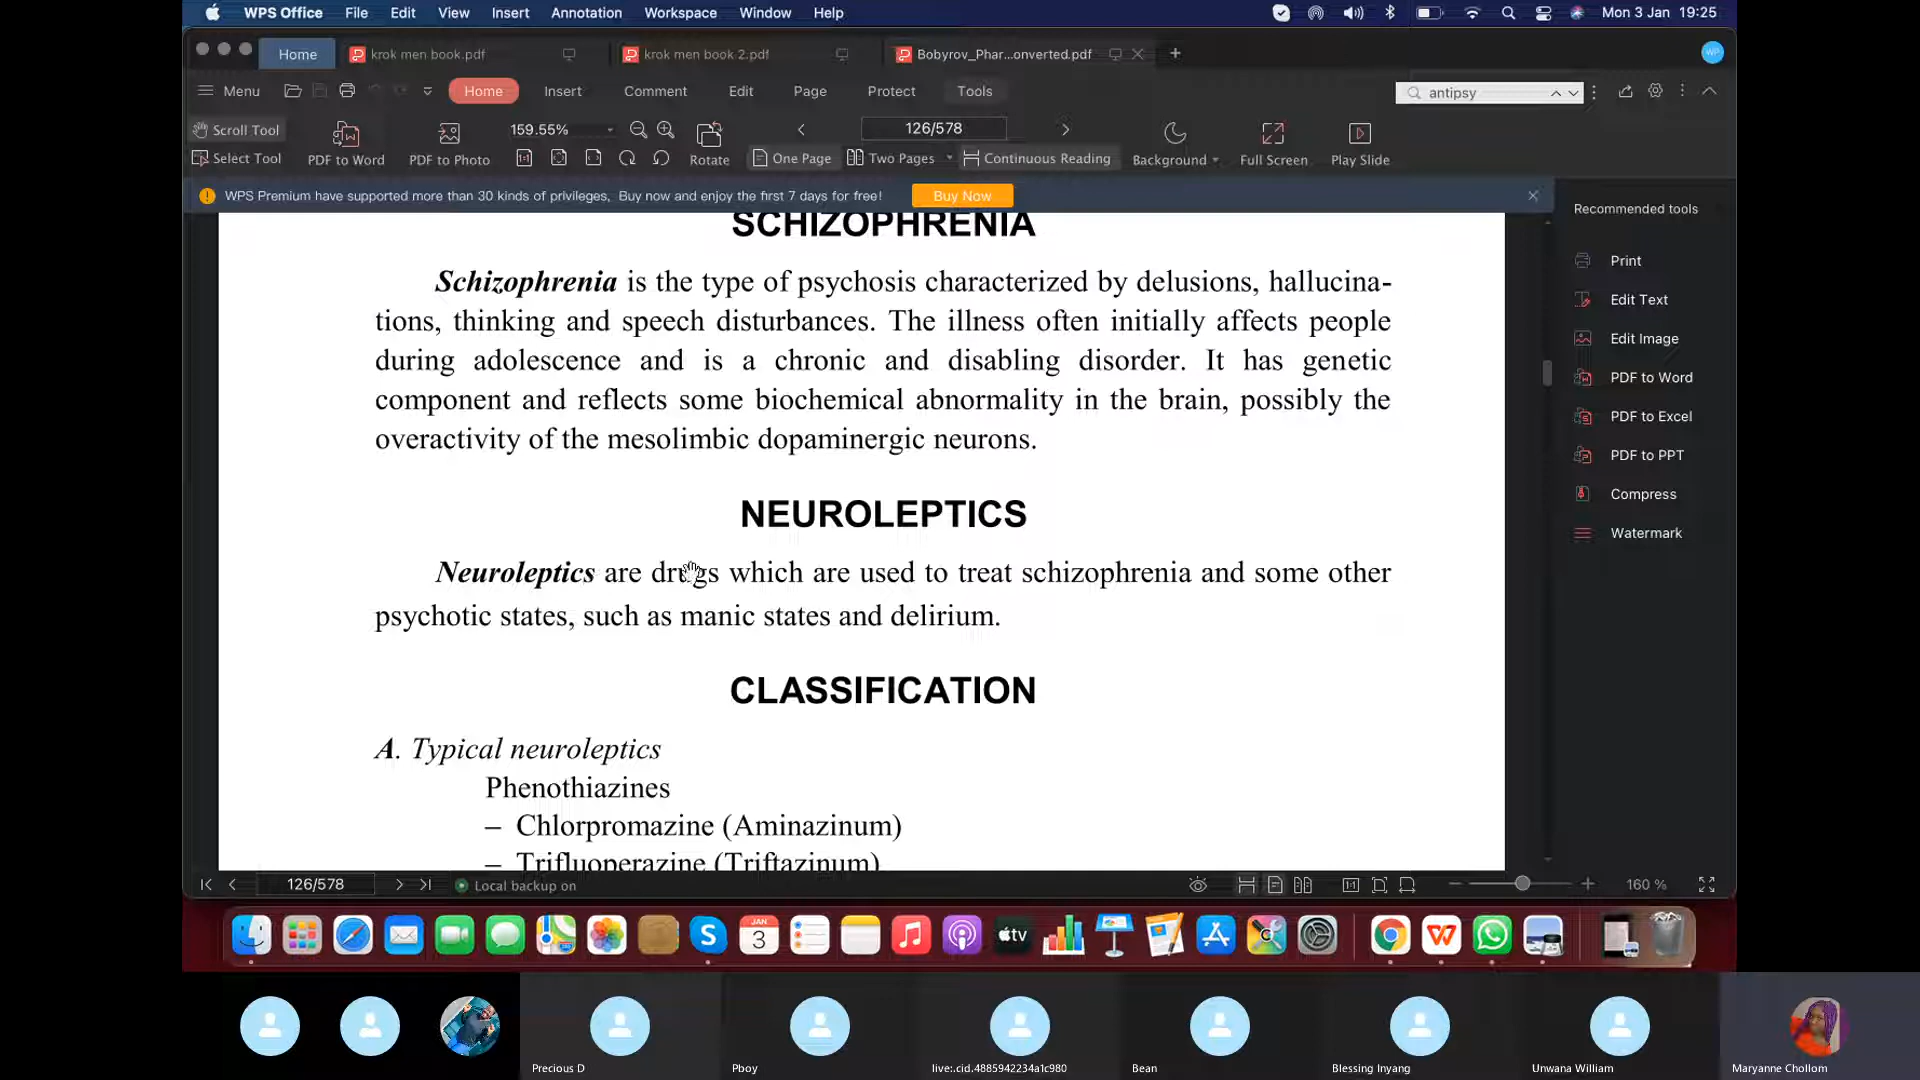 WPS Office File Edit View Insert Annotation Workspace Window Help Mon 3 Jan 19:25
Home krok men book.pdf krok men book 2.pdf Bobyrov_Phar...onverted.pdf +
Menu Home Insert Comment Edit Page Protect Tools antipsy
Scroll Tool 159.55% 126/578
Select Tool PDF to Word PDF to Photo Rotate One Page Two Pages Continuous Reading Background Full Screen Play Slide
WPS Premium have supported more than 30 kinds of privileges, Buy now and enjoy the first 7 days for free! Buy Now
SCHIZOPHRENIA
Schizophrenia is the type of psychosis characterized by delusions, hallucina-
tions, thinking and speech disturbances. The illness often initially affects people
during adolescence and is a chronic and disabling disorder. It has genetic
component and reflects some biochemical abnormality in the brain, possibly the
overactivity of the mesolimbic dopaminergic neurons.
NEUROLEPTICS
Neuroleptics are drugs which are used to treat schizophrenia and some other
psychotic states, such as manic states and delirium.
CLASSIFICATION
A. Typical neuroleptics
Phenothiazines
– Chlorpromazine (Aminazinum)
– Trifluoperazine (Triftazinum)
Recommended tools
Print
Edit Text
Edit Image
PDF to Word
PDF to Excel
PDF to PPT
Compress
Watermark
126/578 Local backup on 160 %
JAN
3
tv
Precious D Pboy live:.cid.4885942234a1c980 Bean Blessing Inyang Unwana William Maryanne Chollom